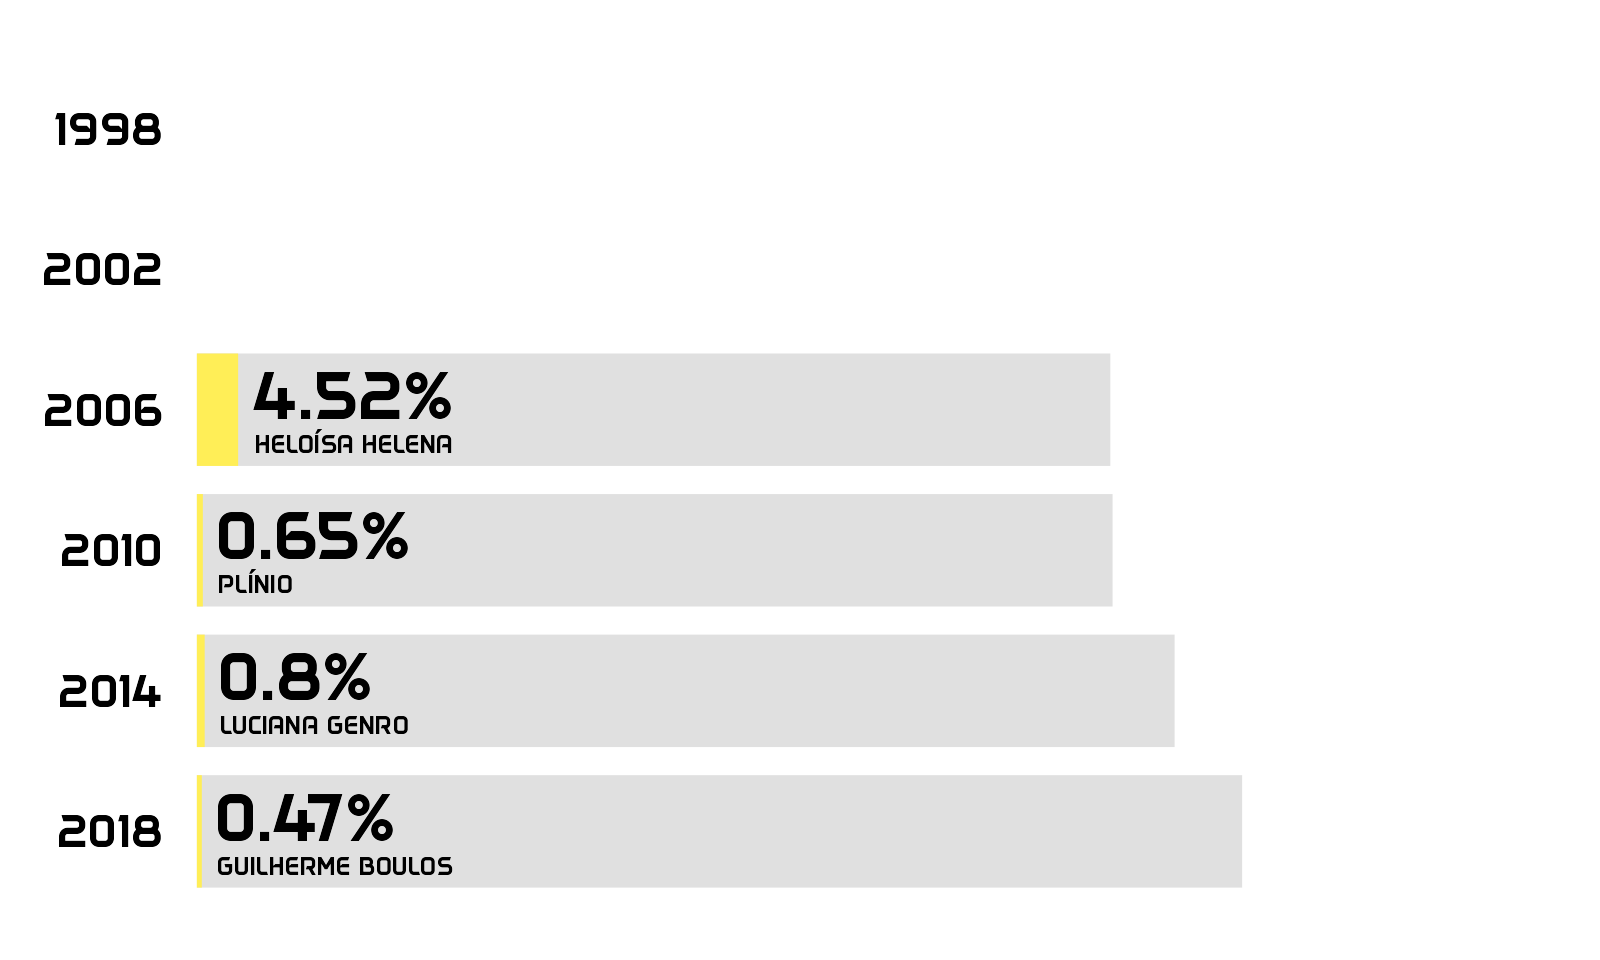 1998
2002
2006
4.52%
HELOÍSA HELENA
2010
0.65%
PLÍNIO
2014
0.8%
LUCIANA GENRO
2018
0.47%
GUILHERME BOULOS